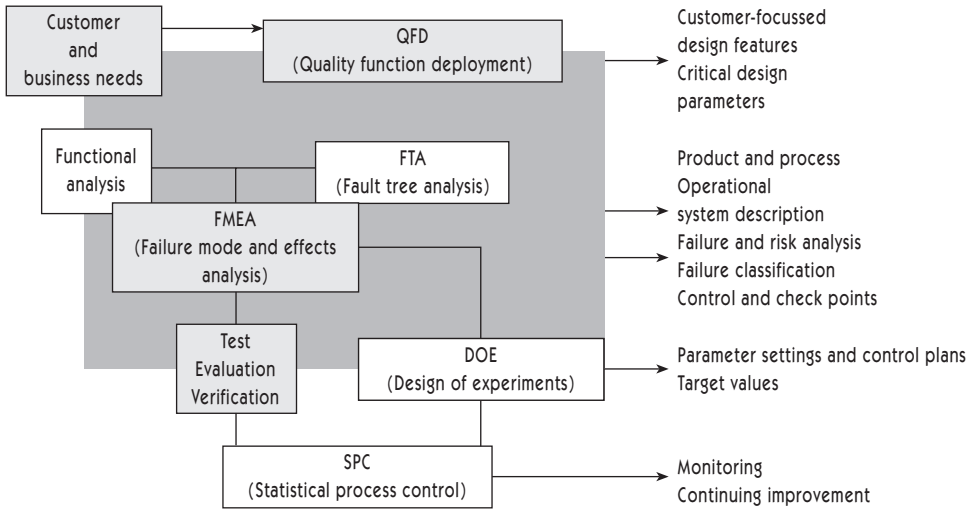 Customer
and
business needs
QFD
(Quality function deployment)
Customer-focussed
design features
Critical design
parameters
Functional
analysis
FTA
(Fault tree analysis)
Product and process
Operational
system description
Failure and risk analysis
Failure classification
Control and check points
FMEA
(Failure mode and effects
analysis)
Test
Evaluation
Verification
DOE
(Design of experiments)
Parameter settings and control plans
Target values
SPC
(Statistical process control)
Monitoring
Continuing improvement